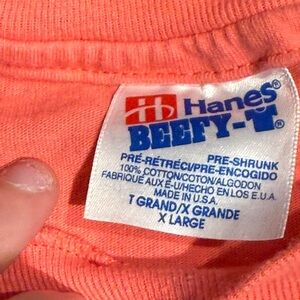 Hanes®
BEEFY-T®
PRE-SHRUNK
PRÉ-RÉTRECI/PRE-ENCOGIDO
100% COTTON/COTON/ALGODON
FABRIQUÉ AUX E-U/HECHO EN LOS E.U.A.
MADE IN U.S.A.
T GRAND/X GRANDE
X LARGE